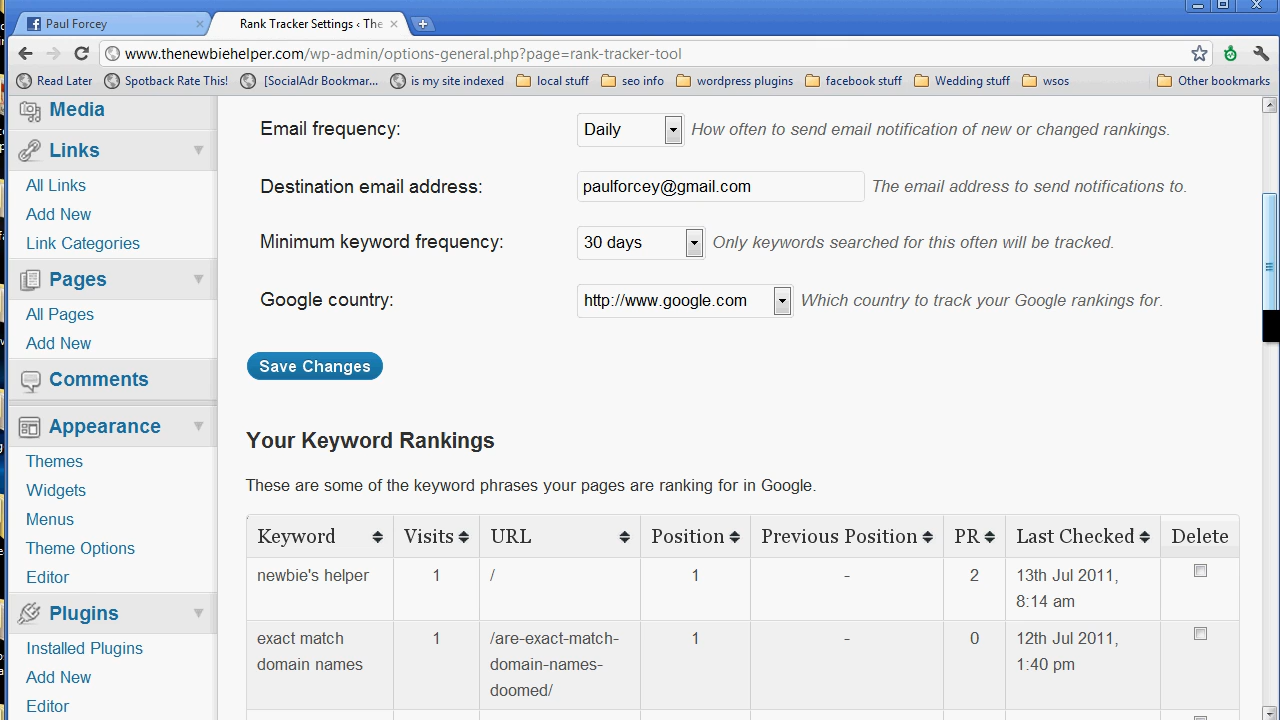 Paul Forcey
Rank Tracker Settings ‹ The
www.thenewbiehelper.com/wp-admin/options-general.php?page=rank-tracker-tool
Read Later
Spotback Rate This!
[SocialAdr Bookmar...
is my site indexed
local stuff
seo info
wordpress plugins
facebook stuff
Wedding stuff
wsos
Other bookmarks
Media
Links
All Links
Add New
Link Categories
Pages
All Pages
Add New
Comments
Appearance
Themes
Widgets
Menus
Theme Options
Editor
Plugins
Installed Plugins
Add New
Editor
Email frequency: Daily How often to send email notification of new or changed rankings.
Destination email address: paulforcey@gmail.com The email address to send notifications to.
Minimum keyword frequency: 30 days Only keywords searched for this often will be tracked.
Google country: http://www.google.com Which country to track your Google rankings for.
Save Changes
Your Keyword Rankings
These are some of the keyword phrases your pages are ranking for in Google.
Keyword Visits URL Position Previous Position PR Last Checked Delete
newbie's helper 1 / 1 - 2 13th Jul 2011,
8:14 am
exact match 1 /are-exact-match- 1 - 0 12th Jul 2011,
domain names domain-names- 1:40 pm
doomed/